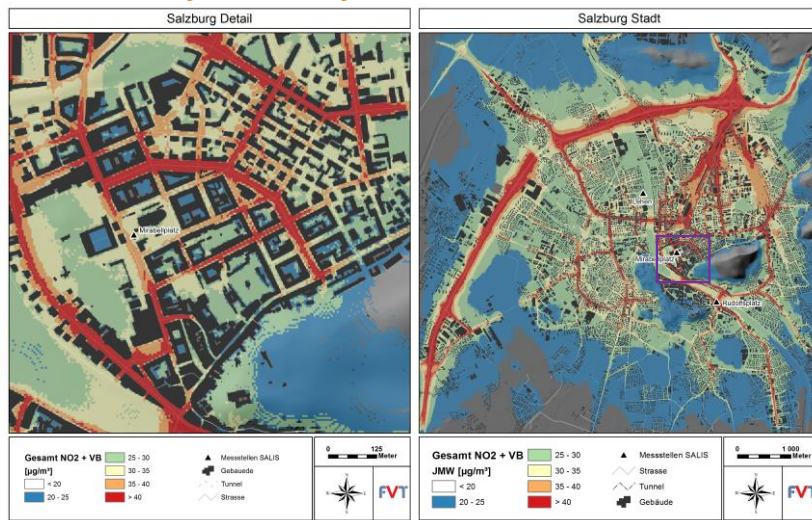 Salzburg Detail
Mirabellplatz
Gesamt NO2 + VB
[µg/m³]
< 20
20 - 25
25 - 30
30 - 35
35 - 40
> 40
Messstellen SALIS
Gebaeude
Tunnel
Strasse
0 125
Meter
FVT
Salzburg Stadt
Lehen
Mirabellplatz
Rudolfsplatz
Gesamt NO2 + VB
JMW [µg/m³]
< 20
20 - 25
25 - 30
30 - 35
35 - 40
> 40
Messstellen SALIS
Strasse
Tunnel
Gebäude
0 1 000
Meter
FVT